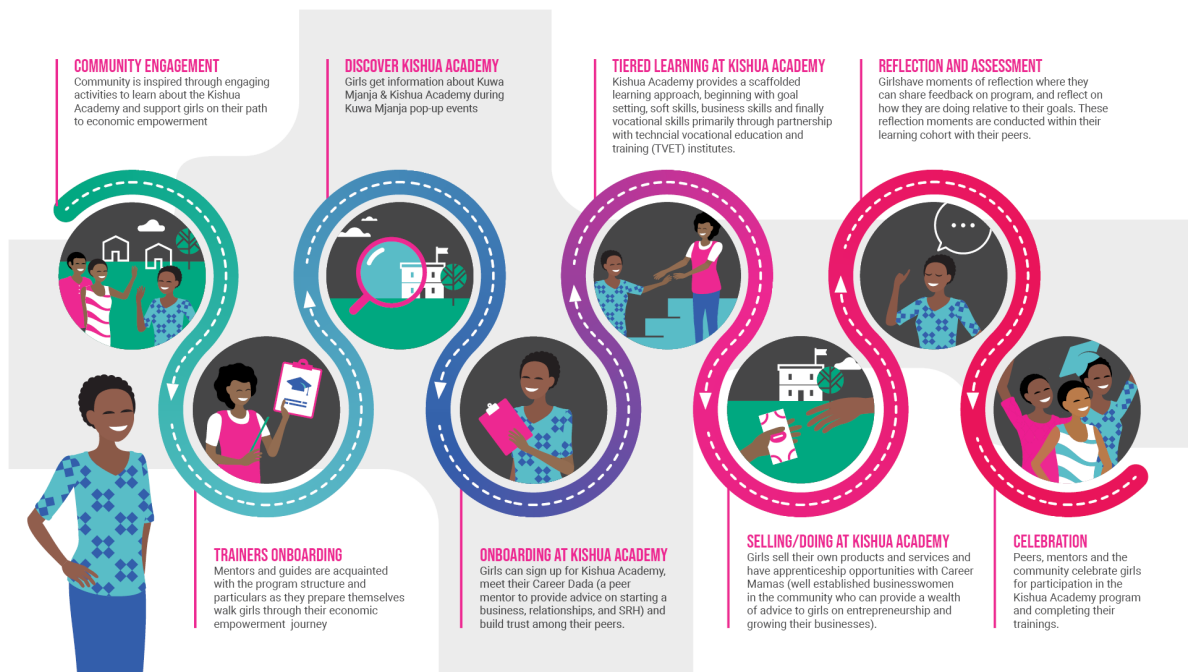 COMMUNITY ENGAGEMENT
Community is inspired through engaging
activities to learn about the Kishua
Academy and support girls on their path
to economic empowerment
TRAINERS ONBOARDING
Mentors and guides are acquainted
with the program structure and
particulars as they prepare themselves
walk girls through their economic
empowerment journey
DISCOVER KISHUA ACADEMY
Girls get information about Kuwa
Mjanja & Kishua Academy during
Kuwa Mjanja pop-up events
ONBOARDING AT KISHUA ACADEMY
Girls can sign up for Kishua Academy,
meet their Career Dada (a peer
mentor to provide advice on starting a
business, relationships, and SRH) and
build trust among their peers.
TIERED LEARNING AT KISHUA ACADEMY
Kishua Academy provides a scaffolded
learning approach, beginning with goal
setting, soft skills, business skills and finally
vocational skills primarily through partnership
with techncial vocational education and
training (TVET) institutes.
SELLING/DOING AT KISHUA ACADEMY
Girls sell their own products and services and
have apprenticeship opportunities with Career
Mamas (well established businesswomen
in the community who can provide a wealth
of advice to girls on entrepreneurship and
growing their businesses).
REFLECTION AND ASSESSMENT
Girlshave moments of reflection where they
can share feedback on program, and reflect on
how they are doing relative to their goals. These
reflection moments are conducted within their
learning cohort with their peers.
CELEBRATION
Peers, mentors and the
community celebrate girls
for participation in the
Kishua Academy program
and completing their
trainings.